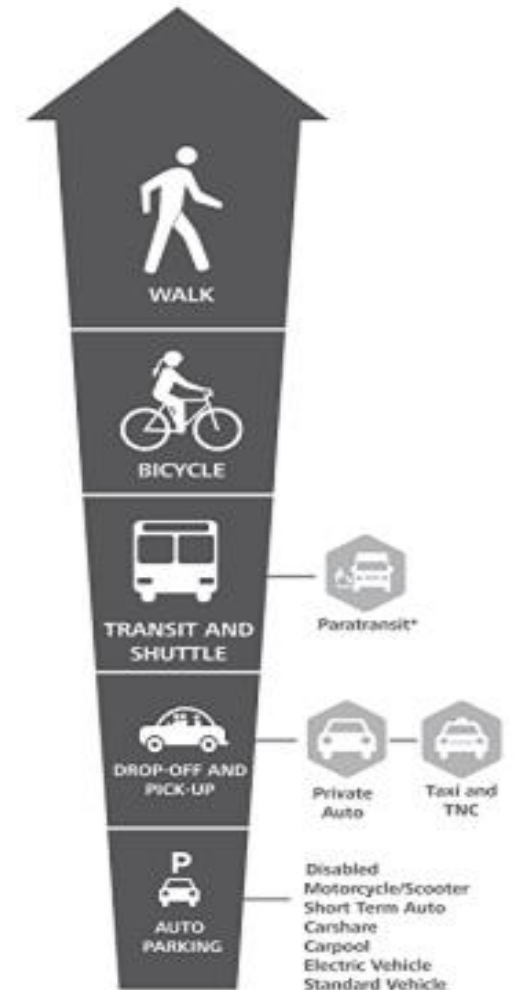 WALK
BICYCLE
TRANSIT AND
SHUTTLE
Paratransit*
DROP-OFF AND
PICK-UP
Private
Auto
Taxi and
TNC
P
AUTO
PARKING
Disabled
Motorcycle/Scooter
Short Term Auto
Carshare
Carpool
Electric Vehicle
Standard Vehicle